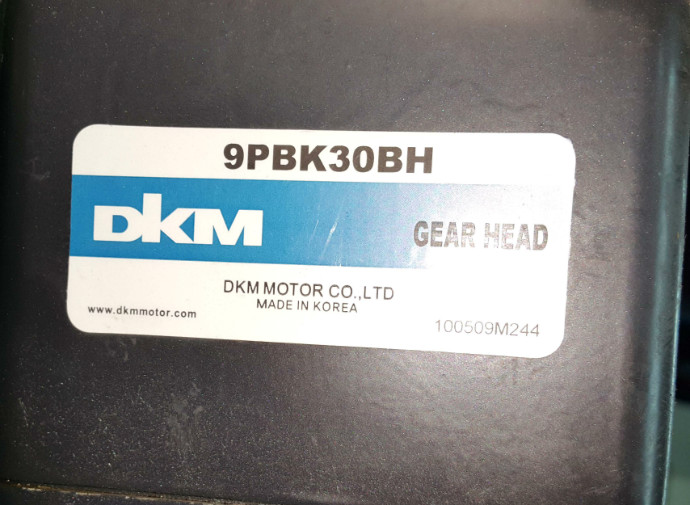 9PBK30BH
DKM GEAR HEAD
DKM MOTOR CO.,LTD
MADE IN KOREA
www.dkmmotor.com
100509M244